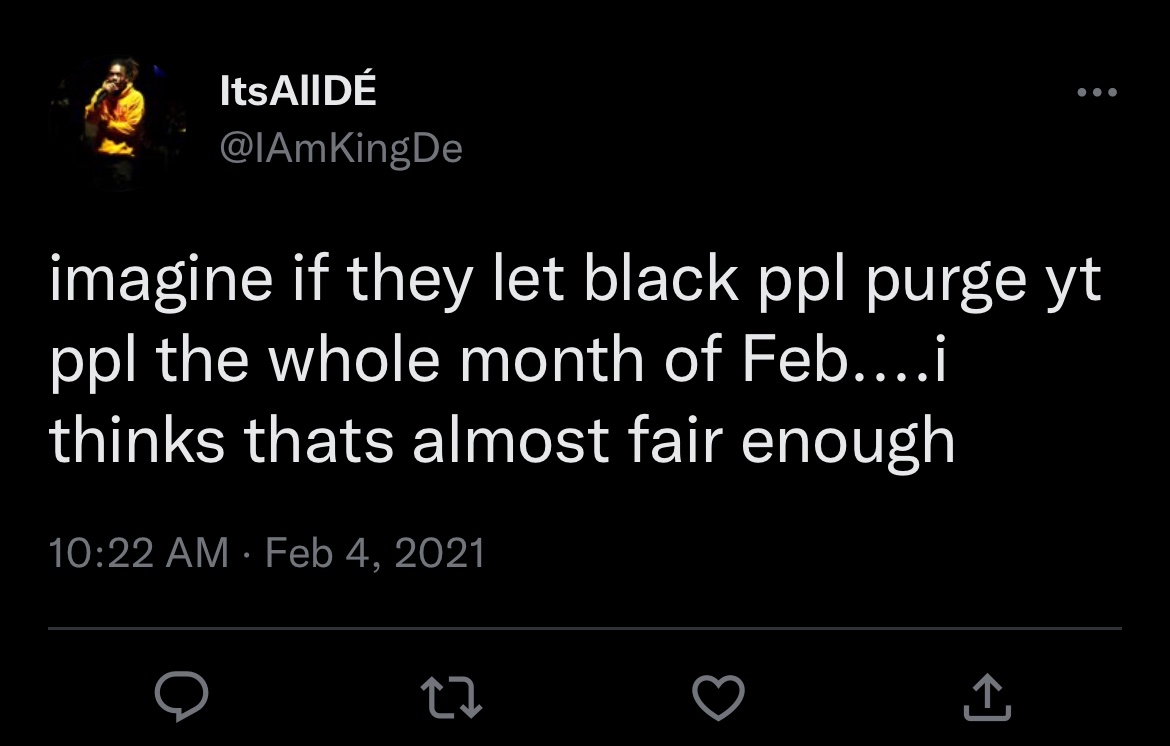 ItsAllDÉ
@IAmKingDe
imagine if they let black ppl purge yt
ppl the whole month of Feb....i
thinks thats almost fair enough
10:22 AM · Feb 4, 2021